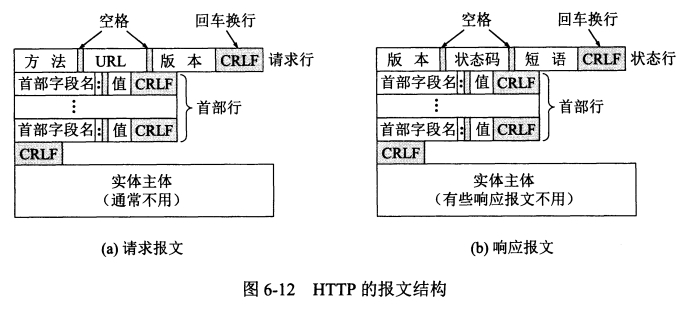 空格 回车换行
方 法 URL 版 本 CRLF 请求行
首部字段名: 值 CRLF
⋮ 首部行
首部字段名: 值 CRLF
CRLF
实体主体
(通常不用)
(a) 请求报文
空格 回车换行
版 本 状态码 短 语 CRLF 状态行
首部字段名: 值 CRLF
⋮ 首部行
首部字段名: 值 CRLF
CRLF
实体主体
(有些响应报文不用)
(b) 响应报文
图 6-12 HTTP 的报文结构